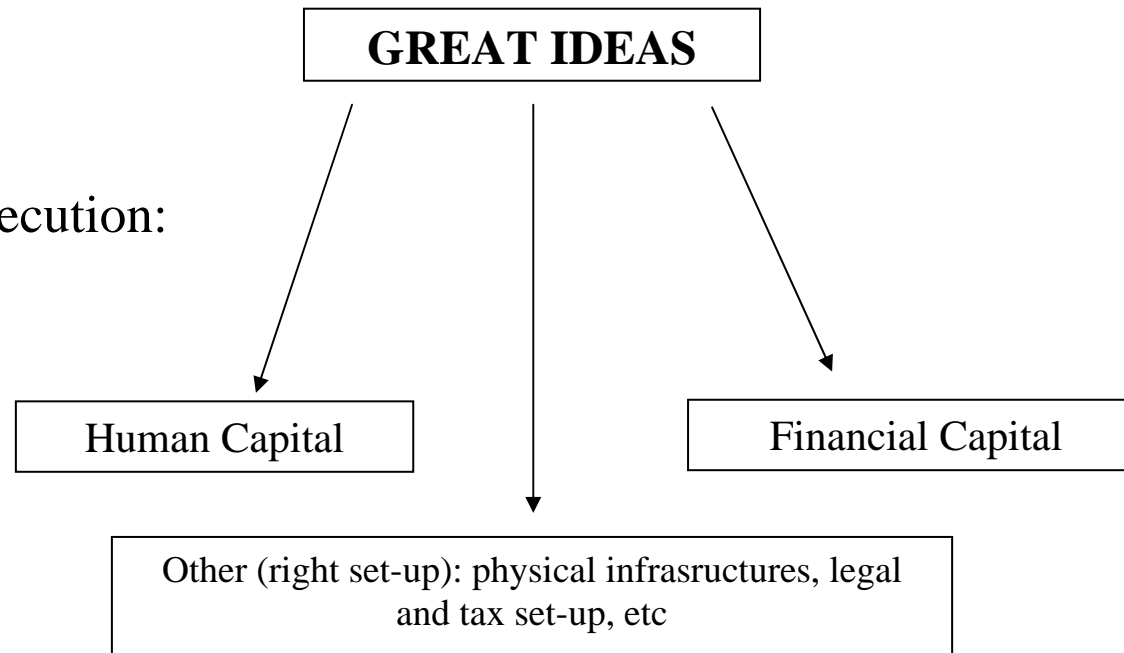 GREAT IDEAS
ecution:
Human Capital
Financial Capital
Other (right set-up): physical infrasructures, legal
and tax set-up, etc